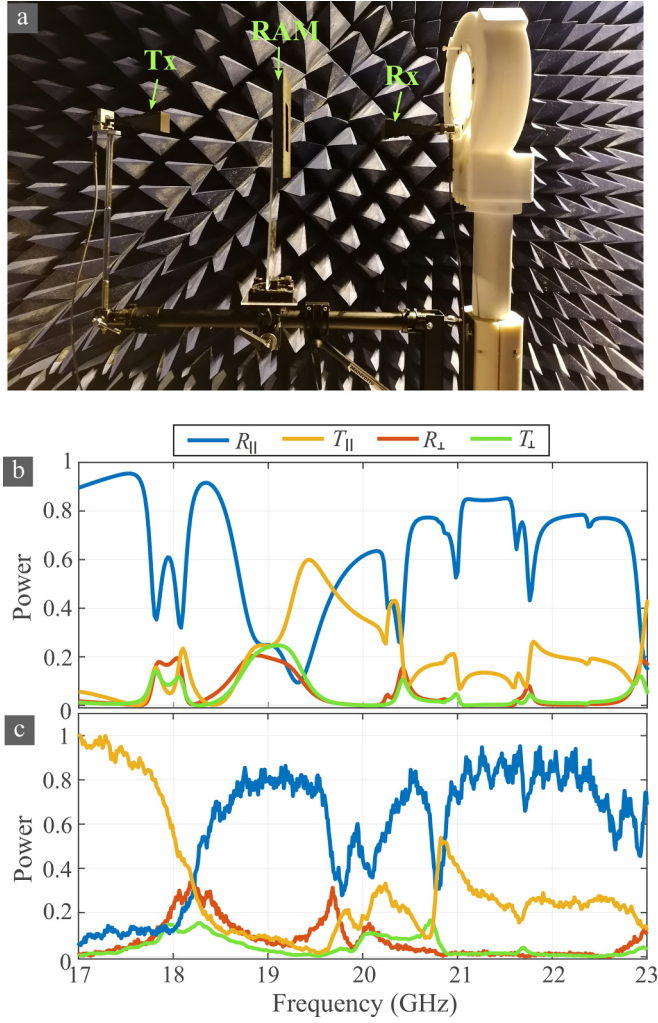 a
RAM
Tx
Rx
R|| T|| R⊥ T⊥
b
1
0.8
0.6
0.4
0.2
0
Power
c
1
0.8
0.6
0.4
0.2
0
Power
17 18 19 20 21 22 23
Frequency (GHz)